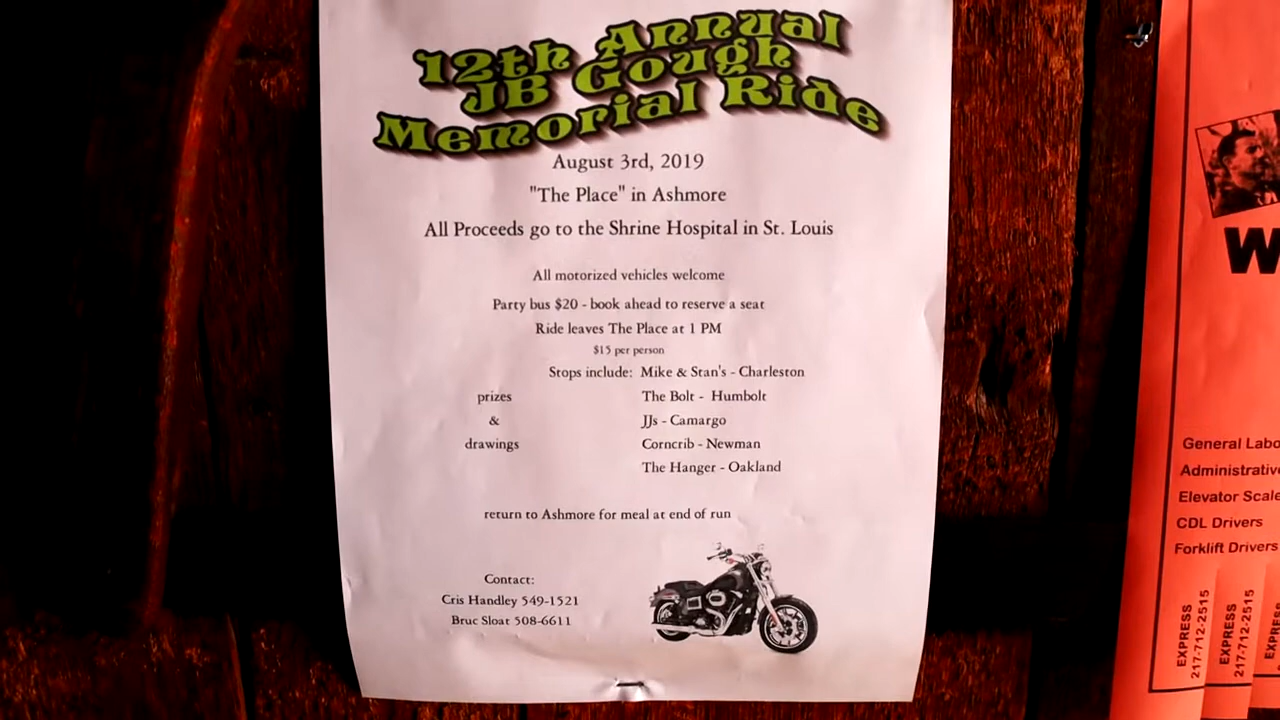 12th Annual
JB Gough
Memorial Ride
August 3rd, 2019
"The Place" in Ashmore
All Proceeds go to the Shrine Hospital in St. Louis
All motorized vehicles welcome
Party bus $20 - book ahead to reserve a seat
Ride leaves The Place at 1 PM
$15 per person
Stops include: Mike & Stan's - Charleston
prizes The Bolt - Humbolt
& JJs - Camargo
drawings Corncrib - Newman
The Hanger - Oakland
return to Ashmore for meal at end of run
Contact:
Cris Handley 549-1521
Bruc Sloat 508-6611
W
General Labo
Administrativ
Elevator Scale
CDL Drivers
Forklift Drivers
EXPRESS
217-712-2515
EXPRESS
217-712-2515
EXPRESS